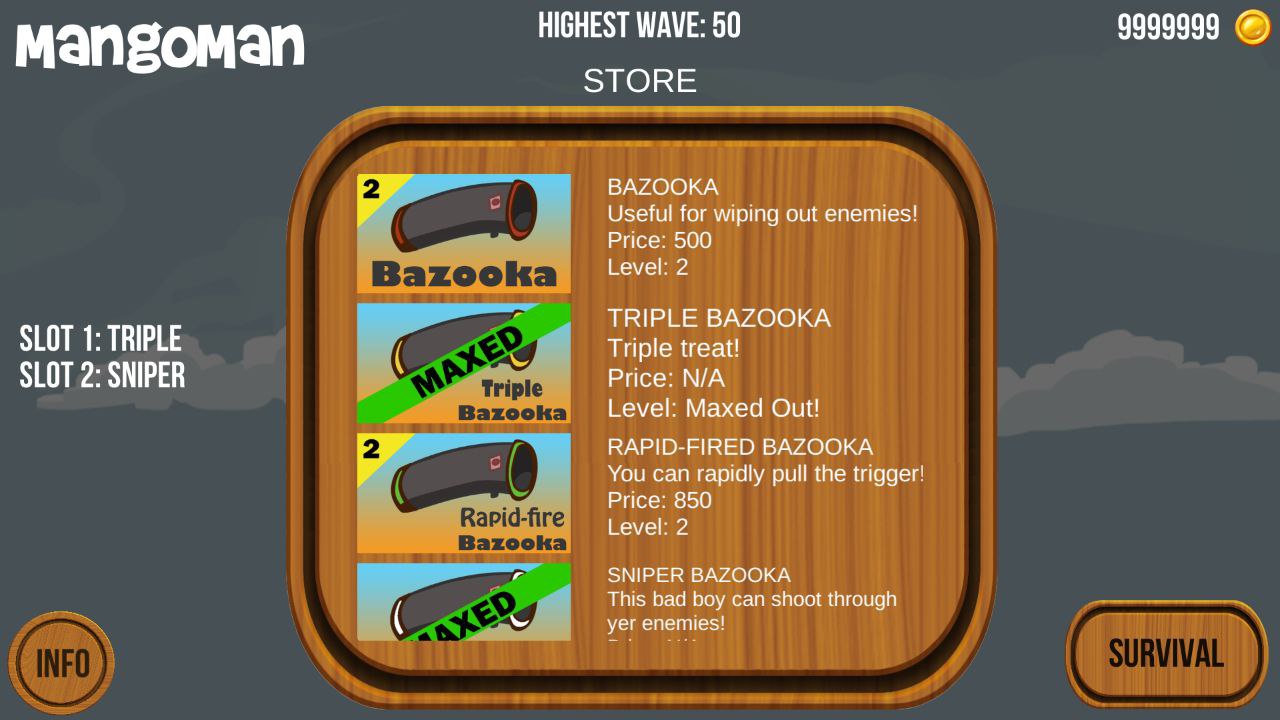 MangoMan
HIGHEST WAVE: 50
9999999
STORE
2
Bazooka
BAZOOKA
Useful for wiping out enemies!
Price: 500
Level: 2
MAXED
Triple
Bazooka
TRIPLE BAZOOKA
Triple treat!
Price: N/A
Level: Maxed Out!
SLOT 1: TRIPLE
SLOT 2: SNIPER
2
Rapid-fire
Bazooka
RAPID-FIRED BAZOOKA
You can rapidly pull the trigger!
Price: 850
Level: 2
MAXED
SNIPER BAZOOKA
This bad boy can shoot through
yer enemies!
INFO
SURVIVAL